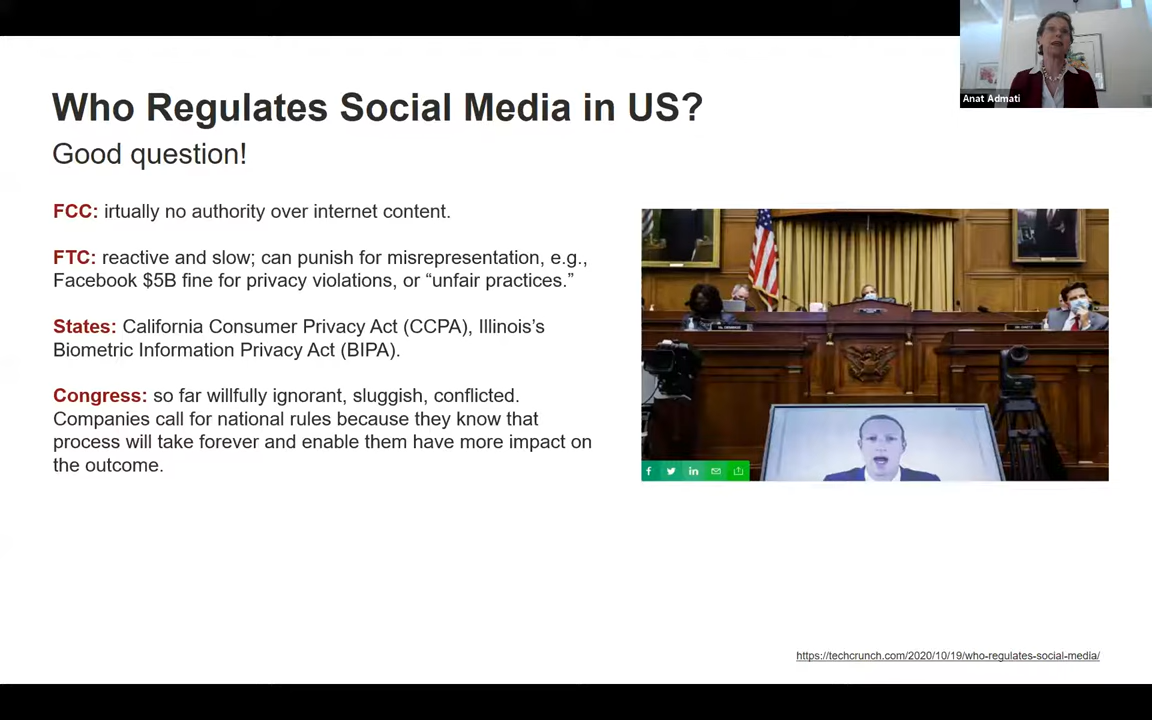 Anat Admati
Who Regulates Social Media in US?
Good question!
FCC: irtually no authority over internet content.
FTC: reactive and slow; can punish for misrepresentation, e.g.,
Facebook $5B fine for privacy violations, or “unfair practices.”
States: California Consumer Privacy Act (CCPA), Illinois’s
Biometric Information Privacy Act (BIPA).
Congress: so far willfully ignorant, sluggish, conflicted.
Companies call for national rules because they know that
process will take forever and enable them have more impact on
the outcome.
https://techcrunch.com/2020/10/19/who-regulates-social-media/